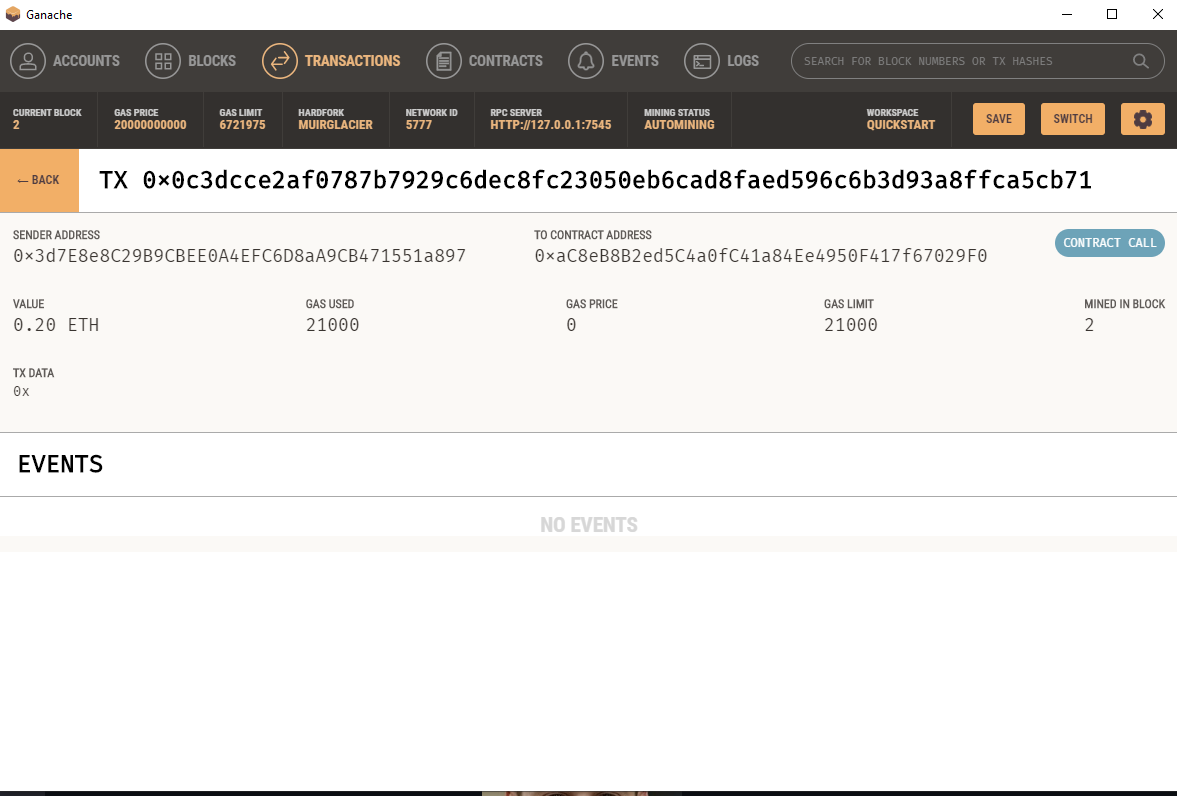 Ganache
ACCOUNTS BLOCKS TRANSACTIONS CONTRACTS EVENTS LOGS SEARCH FOR BLOCK NUMBERS OR TX HASHES
CURRENT BLOCK GAS PRICE GAS LIMIT HARDFORK NETWORK ID RPC SERVER MINING STATUS WORKSPACE
2 20000000000 6721975 MUIRGLACIER 5777 HTTP://127.0.0.1:7545 AUTOMINING QUICKSTART SAVE SWITCH
← BACK TX 0×0c3dcce2af0787b7929c6dec8fc23050eb6cad8faed596c6b3d93a8ffca5cb71
SENDER ADDRESS TO CONTRACT ADDRESS
0×3d7E8e8C29B9CBEE0A4EFC6D8aA9CB471551a897 0×aC8eB8B2ed5C4a0fC41a84Ee4950F417f67029F0 CONTRACT CALL
VALUE GAS USED GAS PRICE GAS LIMIT MINED IN BLOCK
0.20 ETH 21000 0 21000 2
TX DATA
0x
EVENTS
NO EVENTS